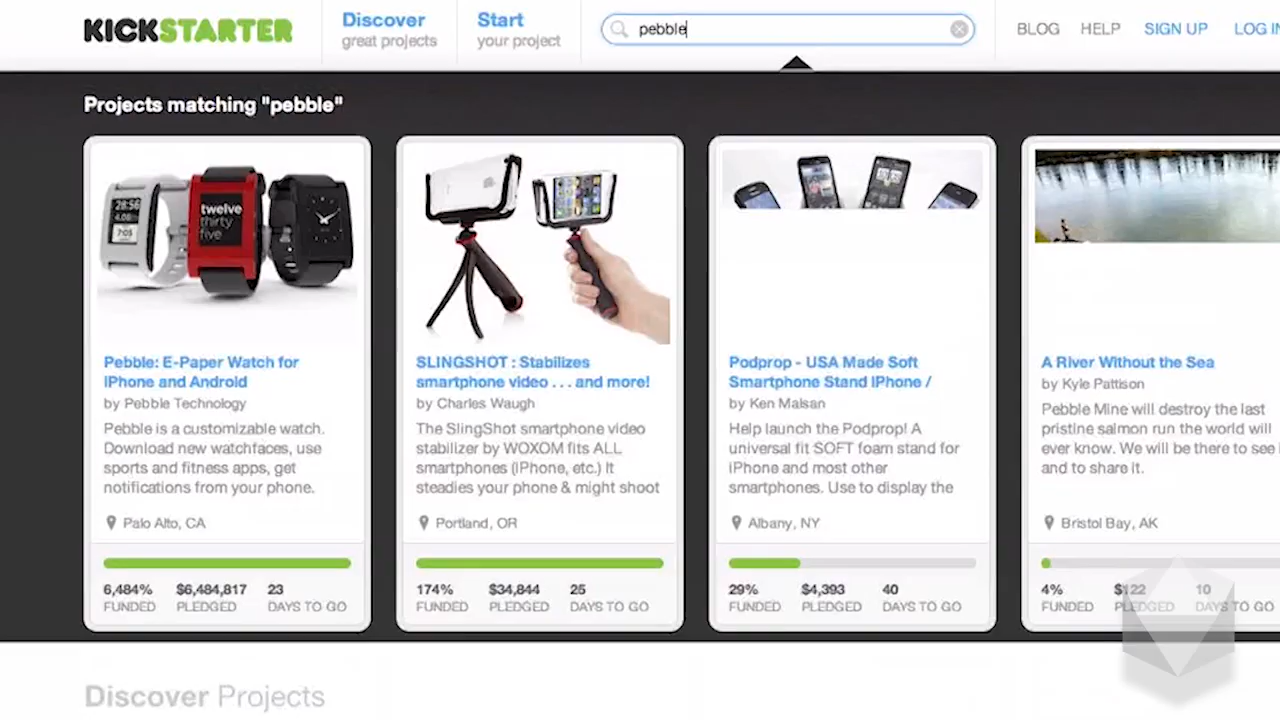 KICKSTARTER
Discover
great projects
Start
your project
pebble
BLOG HELP SIGN UP LOG IN
Projects matching "pebble"
28:56
twelve
thirty
five
Pebble: E-Paper Watch for
iPhone and Android
by Pebble Technology
Pebble is a customizable watch.
Download new watchfaces, use
sports and fitness apps, get
notifications from your phone.
Palo Alto, CA
6,484% $6,484,817 23
FUNDED PLEDGED DAYS TO GO
SLINGSHOT : Stabilizes
smartphone video . . . and more!
by Charles Waugh
The SlingShot smartphone video
stabilizer by WOXOM fits ALL
smartphones (iPhone, etc.) It
steadies your phone & might shoot
Portland, OR
174% $34,844 25
FUNDED PLEDGED DAYS TO GO
Podprop - USA Made Soft
Smartphone Stand iPhone /
by Ken Maisan
Help launch the Podprop! A
universal fit SOFT foam stand for
iPhone and most other
smartphones. Use to display the
Albany, NY
29% $4,393 40
FUNDED PLEDGED DAYS TO GO
A River Without the Sea
by Kyle Pattison
Pebble Mine will destroy the last
pristine salmon run the world will
ever know. We will be there to see
and to share it.
Bristol Bay, AK
4% $122 10
FUNDED PLEDGED DAYS TO GO
Discover Projects